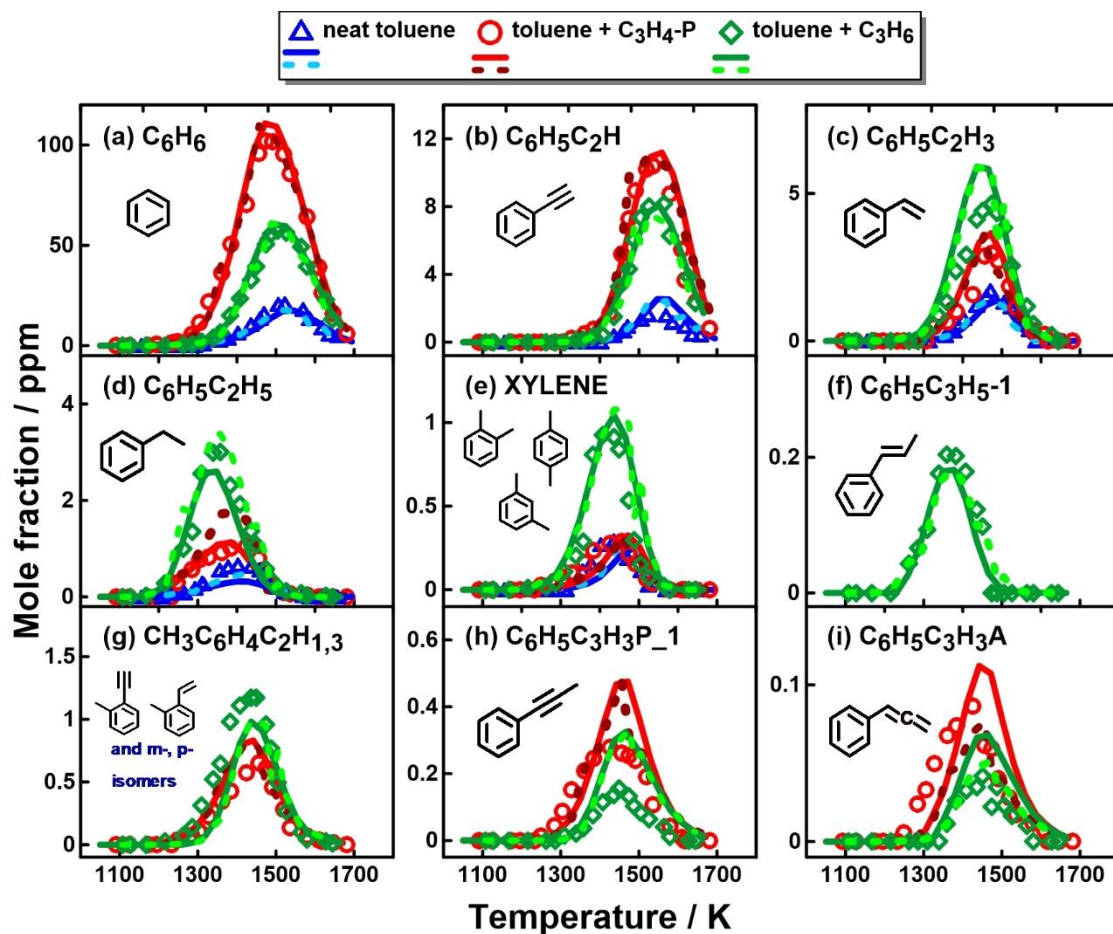 neat toluene toluene + C3H4-P toluene + C3H6
(a) C6H6
(b) C6H5C2H
(c) C6H5C2H3
100
50
0
12
8
4
0
5
0
(d) C6H5C2H5
(e) XYLENE
(f) C6H5C3H5-1
4
2
0
1
0.5
0
0.2
0
(g) CH3C6H4C2H1,3
(h) C6H5C3H3P_1
(i) C6H5C3H3A
and m-, p-
isomers
1.5
1
0.5
0
0.6
0.4
0.2
0
0.1
0
1100 1300 1500 1700 1100 1300 1500 1700 1100 1300 1500 1700
Mole fraction / ppm
Temperature / K